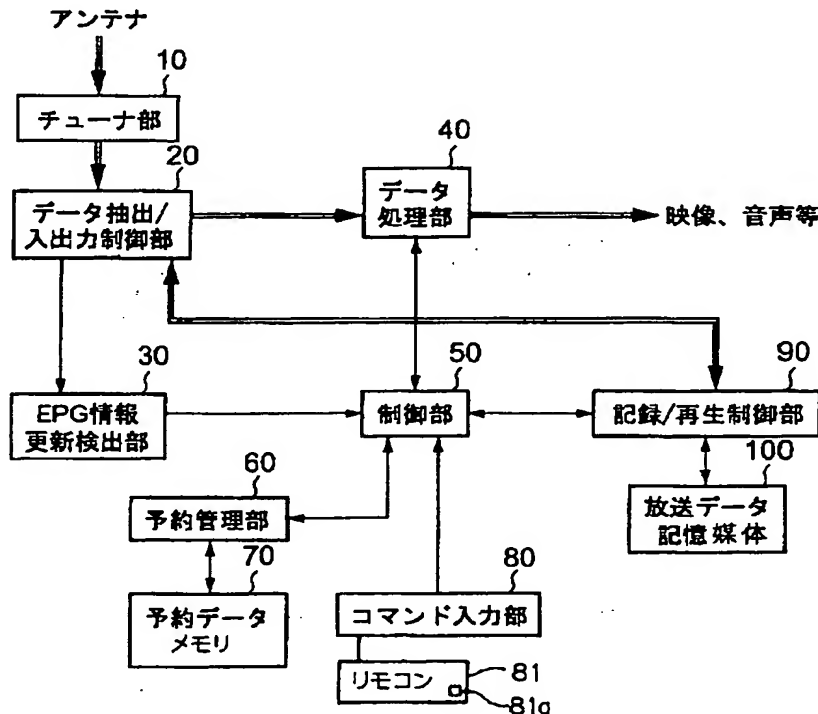 アンテナ
10
チューナ部
20
データ抽出/
入出力制御部
40
データ
処理部
映像、音声等
30
EPG情報
更新検出部
50
制御部
90
記録/再生制御部
60
予約管理部
100
放送データ
記憶媒体
70
予約データ
メモリ
80
コマンド入力部
リモコン
81
81a